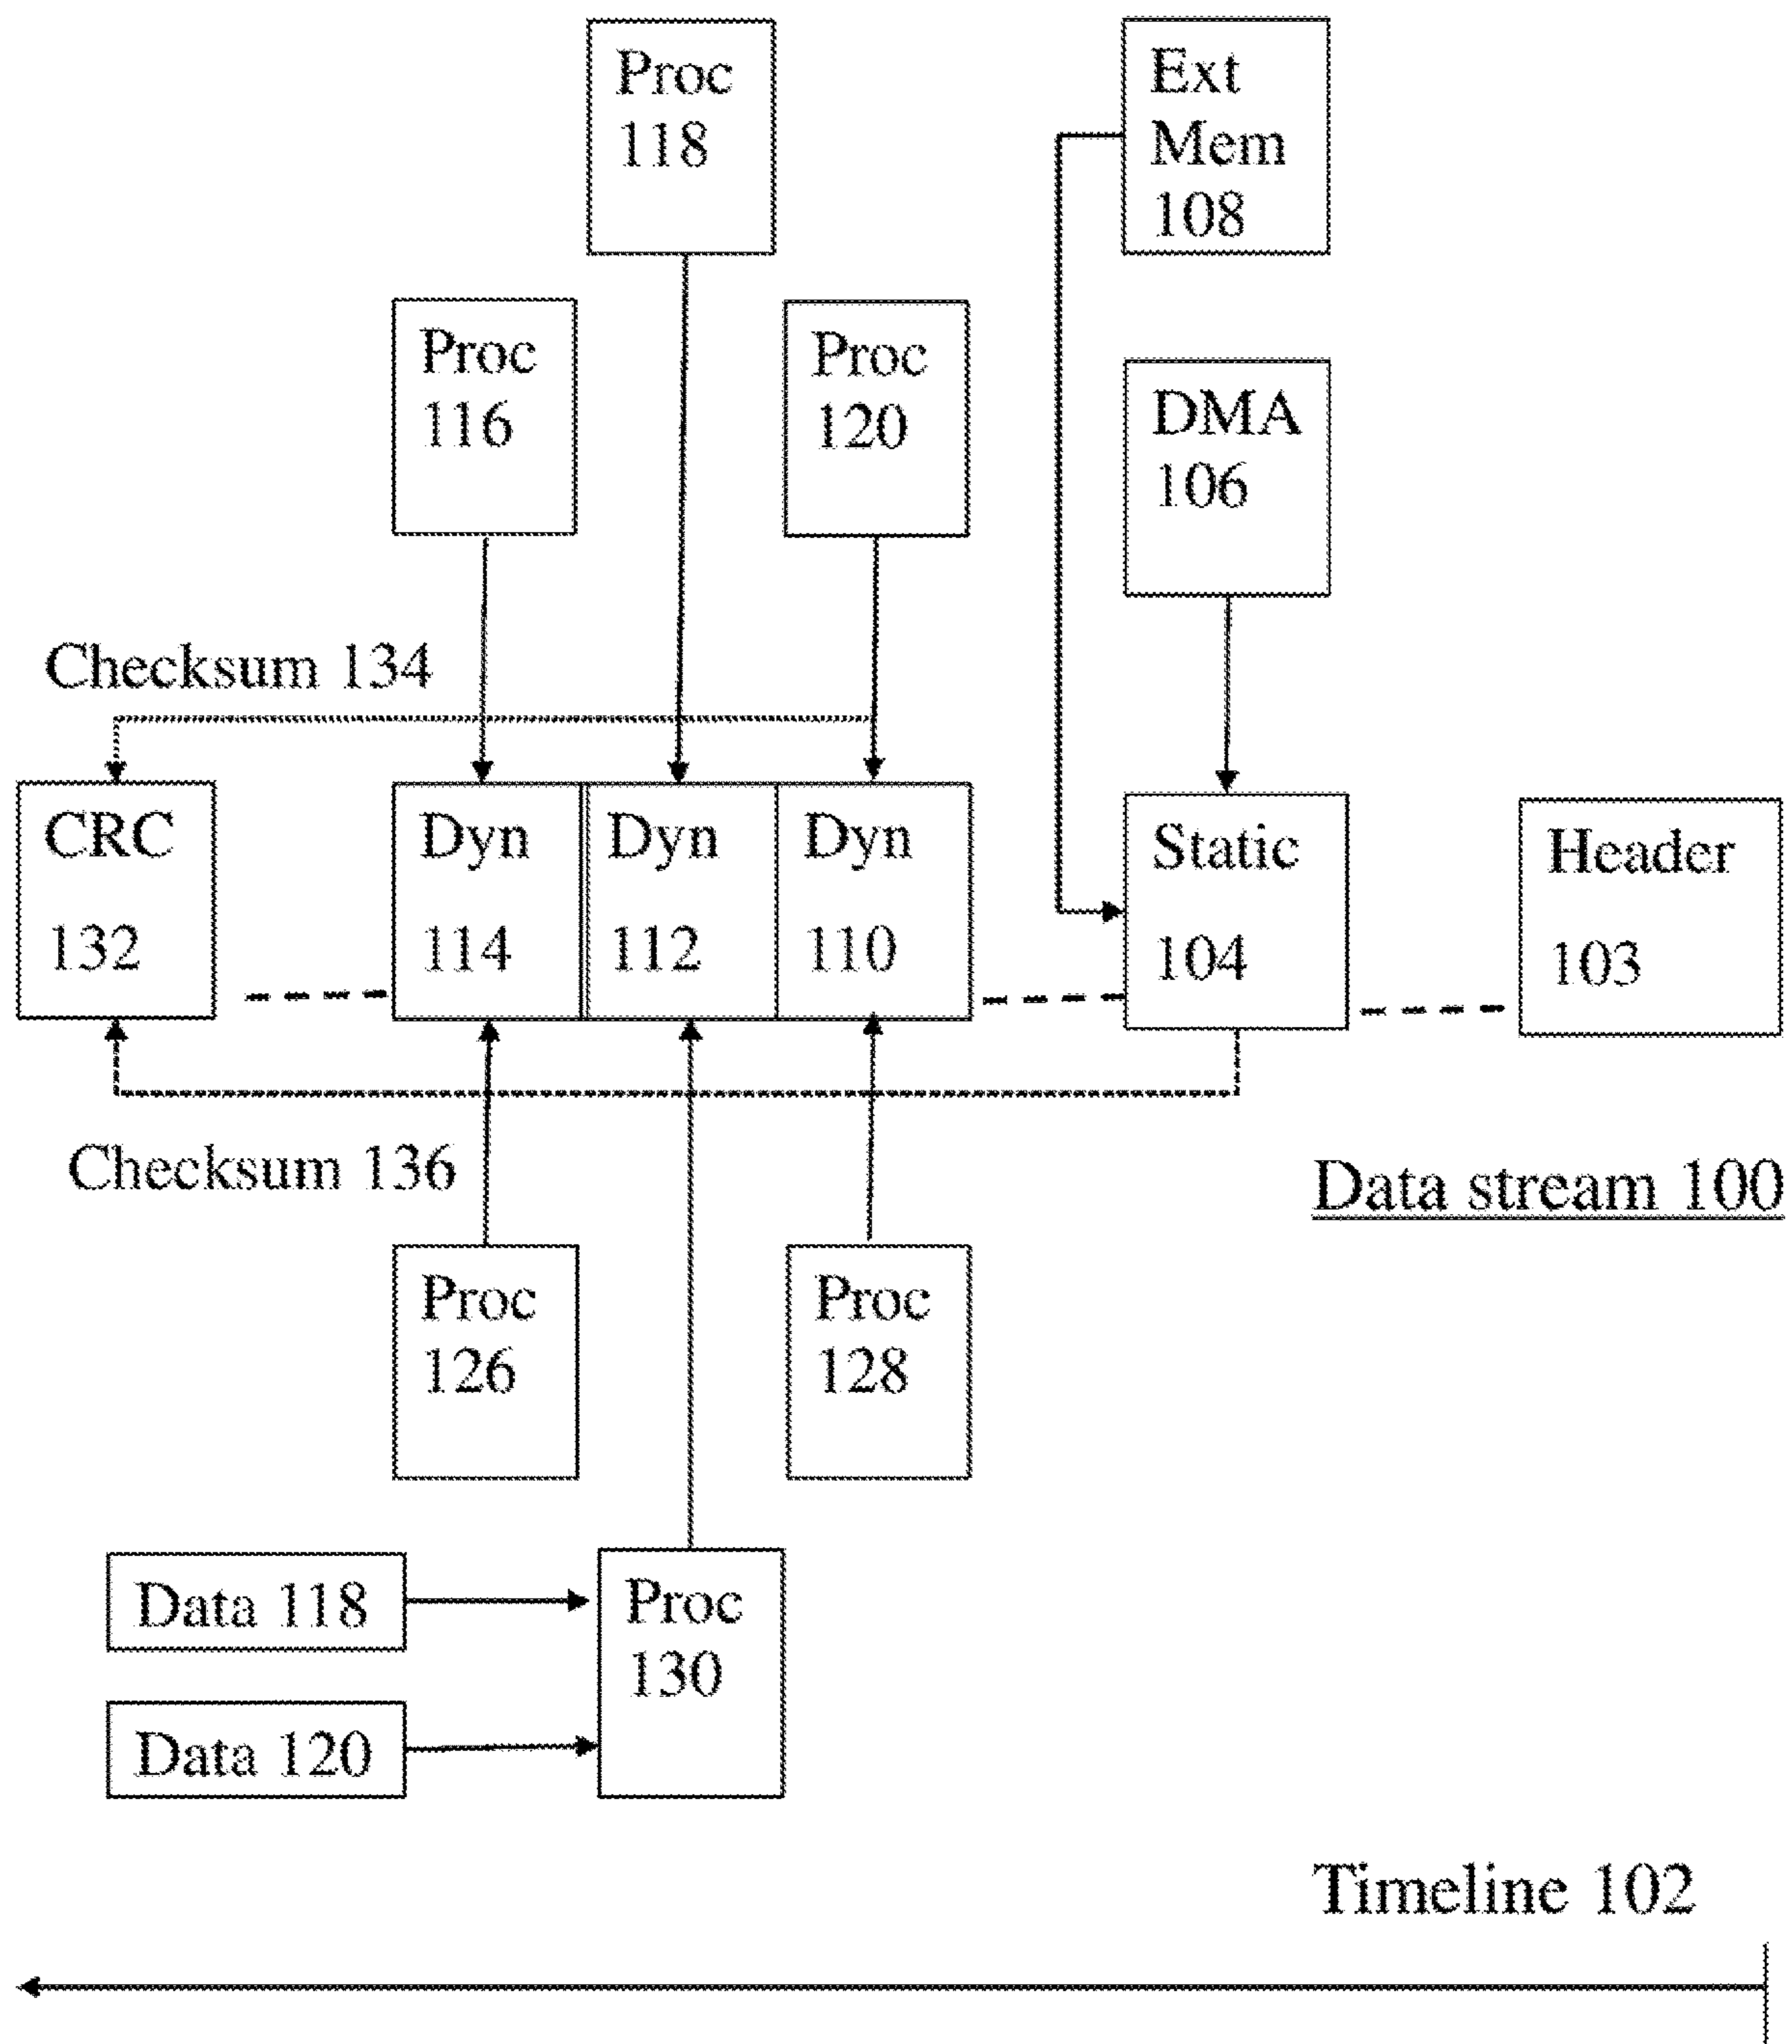 Proc
118
Ext
Mem
108
Proc
116
Proc
120
DMA
106
Checksum 134
CRC
132
Dyn
114
Dyn
112
Dyn
110
Static
104
Header
103
Checksum 136
Data stream 100
Proc
126
Proc
128
Data 118
Proc
130
Data 120
Timeline 102